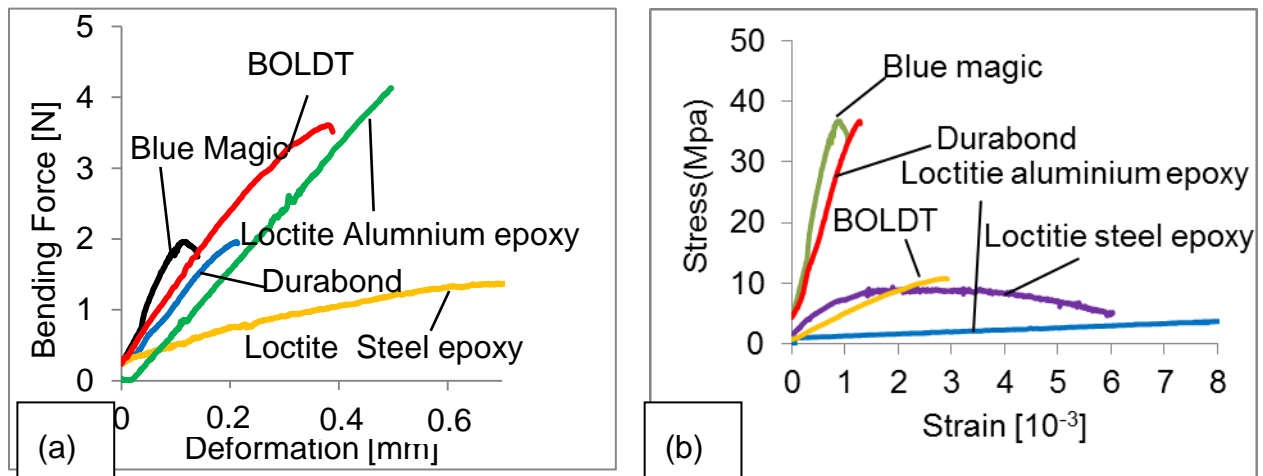 5
4
3
2
1
0
Bending Force [N]
BOLDT
Blue Magic
Loctite Alumnium epoxy
Durabond
Loctite Steel epoxy
0 0.2 0.4 0.6
Deformation [mm]
(a)
50
40
30
20
10
0
Stress(Mpa)
Blue magic
Durabond
Loctitie aluminium epoxy
BOLDT
Loctitie steel epoxy
0 1 2 3 4 5 6 7 8
Strain [10⁻³]
(b)